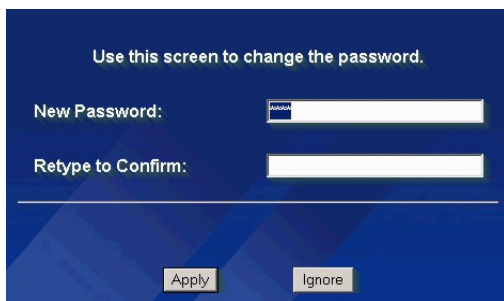 Use this screen to change the password.
New Password: ****
Retype to Confirm:
Apply Ignore